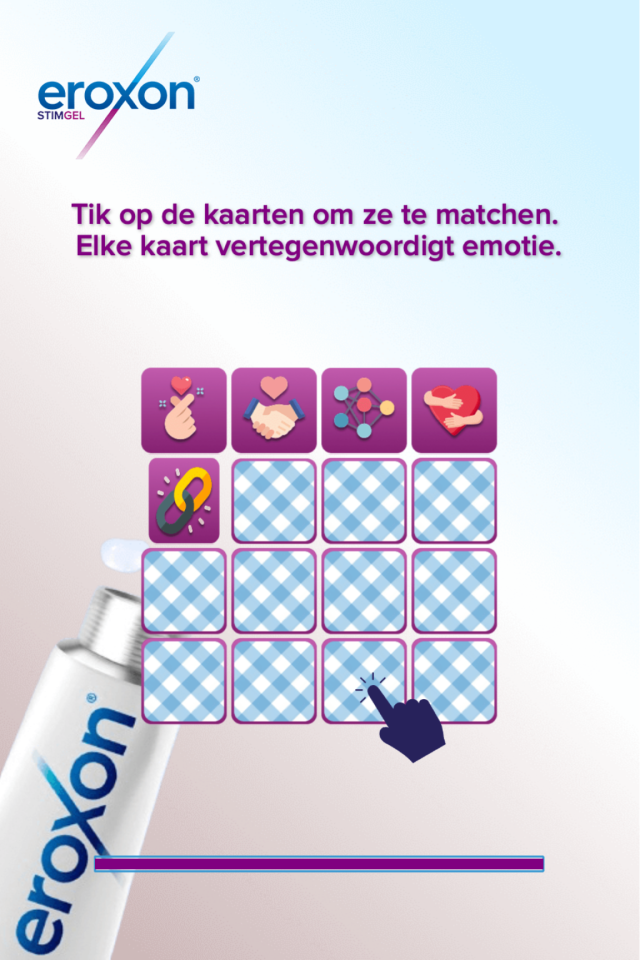 eroxon®
STIMGEL
Tik op de kaarten om ze te matchen.
Elke kaart vertegenwoordigt emotie.
eroxon®